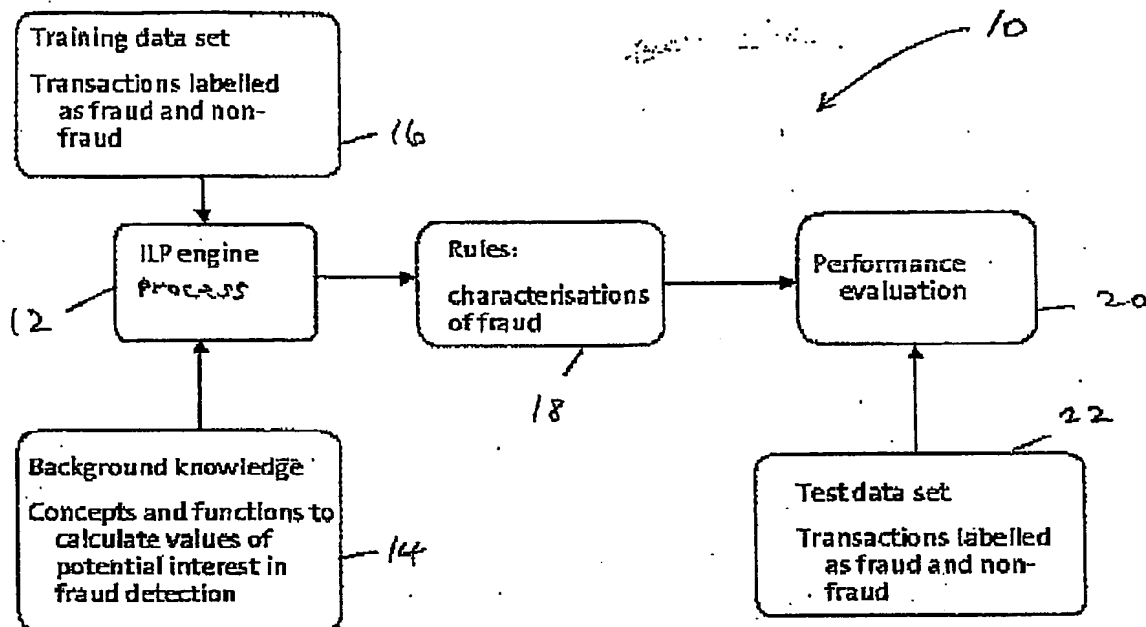 10
Training data set
Transactions labelled
as fraud and non-
fraud
16
ILP engine
process
12
Rules:
characterisations
of fraud
18
Performance
evaluation
20
Background knowledge
Concepts and functions to
calculate values of
potential interest in
fraud detection
14
22
Test data set
Transactions labelled
as fraud and non-
fraud